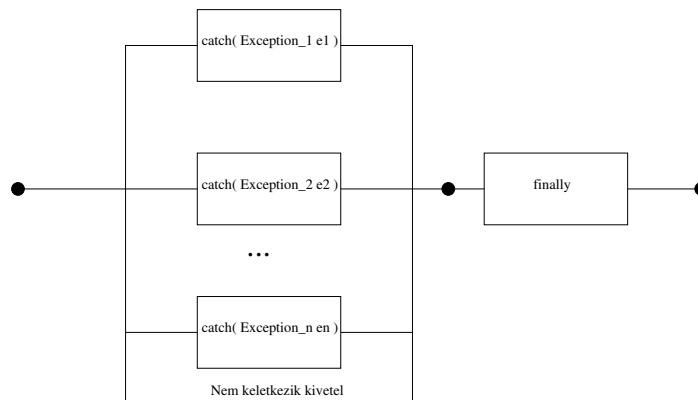 catch( Exception_1 e1 )
catch( Exception_2 e2 )
finally
...
catch( Exception_n en )
Nem keletkezik kivetel